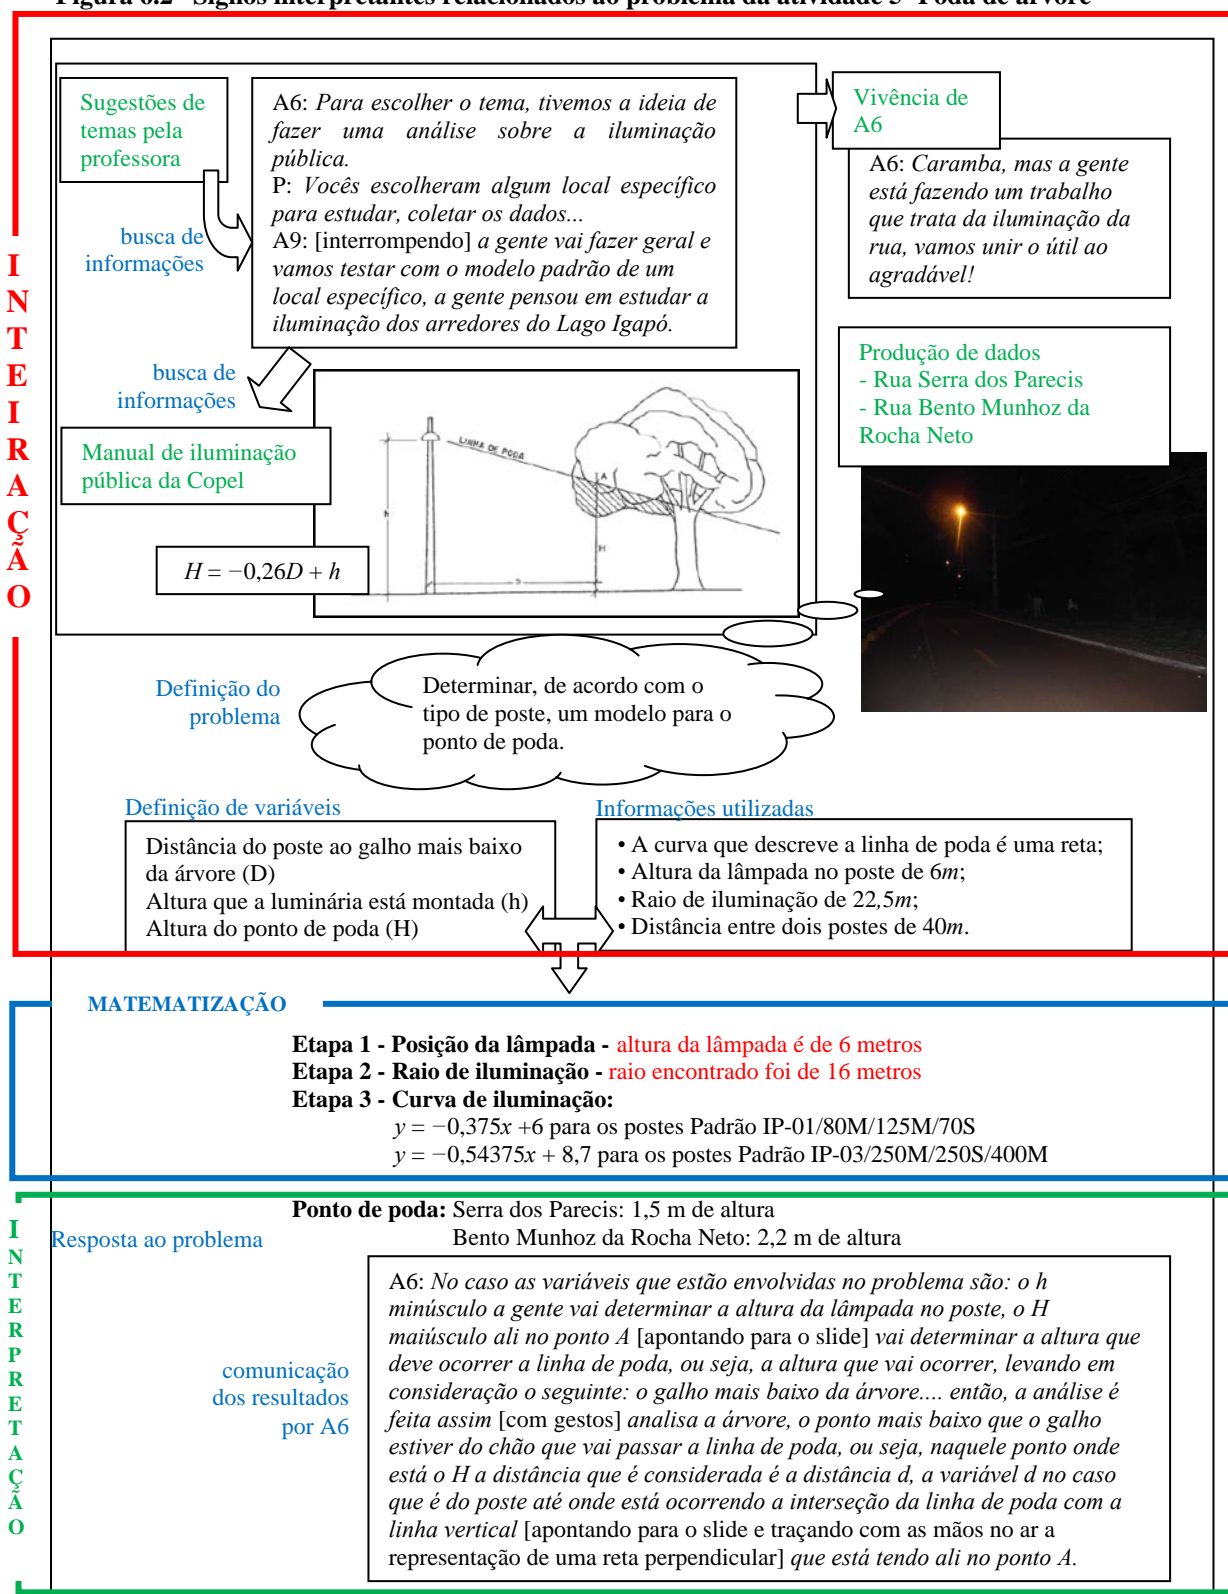 Figura 6.2 - Signos interpretantes relacionados ao problema da atividade 5- Poda de árvore
INTEIRAÇÃO
Sugestões de
temas pela
professora
busca de
informações
A6: Para escolher o tema, tivemos a ideia de
fazer uma análise sobre a iluminação
pública.
P: Vocês escolheram algum local específico
para estudar, coletar os dados...
A9: [interrompendo] a gente vai fazer geral e
vamos testar com o modelo padrão de um
local específico, a gente pensou em estudar a
iluminação dos arredores do Lago Igapó.
Vivência de
A6
A6: Caramba, mas a gente
está fazendo um trabalho
que trata da iluminação da
rua, vamos unir o útil ao
agradável!
busca de
informações
Manual de iluminação
pública da Copel
H = −0,26D + h
LINHA DE PODA
A
h
H
D
Produção de dados
- Rua Serra dos Parecis
- Rua Bento Munhoz da
Rocha Neto
Definição do
problema
Determinar, de acordo com o
tipo de poste, um modelo para o
ponto de poda.
Definição de variáveis
Distância do poste ao galho mais baixo
da árvore (D)
Altura que a luminária está montada (h)
Altura do ponto de poda (H)
Informações utilizadas
• A curva que descreve a linha de poda é uma reta;
• Altura da lâmpada no poste de 6m;
• Raio de iluminação de 22,5m;
• Distância entre dois postes de 40m.
MATEMATIZAÇÃO
Etapa 1 - Posição da lâmpada - altura da lâmpada é de 6 metros
Etapa 2 - Raio de iluminação - raio encontrado foi de 16 metros
Etapa 3 - Curva de iluminação:
y = −0,375x +6 para os postes Padrão IP-01/80M/125M/70S
y = −0,54375x + 8,7 para os postes Padrão IP-03/250M/250S/400M
INTERPRETAÇÃO
Ponto de poda: Serra dos Parecis: 1,5 m de altura
Bento Munhoz da Rocha Neto: 2,2 m de altura
Resposta ao problema
comunicação
dos resultados
por A6
A6: No caso as variáveis que estão envolvidas no problema são: o h
minúsculo a gente vai determinar a altura da lâmpada no poste, o H
maiúsculo ali no ponto A [apontando para o slide] vai determinar a altura que
deve ocorrer a linha de poda, ou seja, a altura que vai ocorrer, levando em
consideração o seguinte: o galho mais baixo da árvore.... então, a análise é
feita assim [com gestos] analisa a árvore, o ponto mais baixo que o galho
estiver do chão que vai passar a linha de poda, ou seja, naquele ponto onde
está o H a distância que é considerada é a distância d, a variável d no caso
que é do poste até onde está ocorrendo a interseção da linha de poda com a
linha vertical [apontando para o slide e traçando com as mãos no ar a
representação de uma reta perpendicular] que está tendo ali no ponto A.